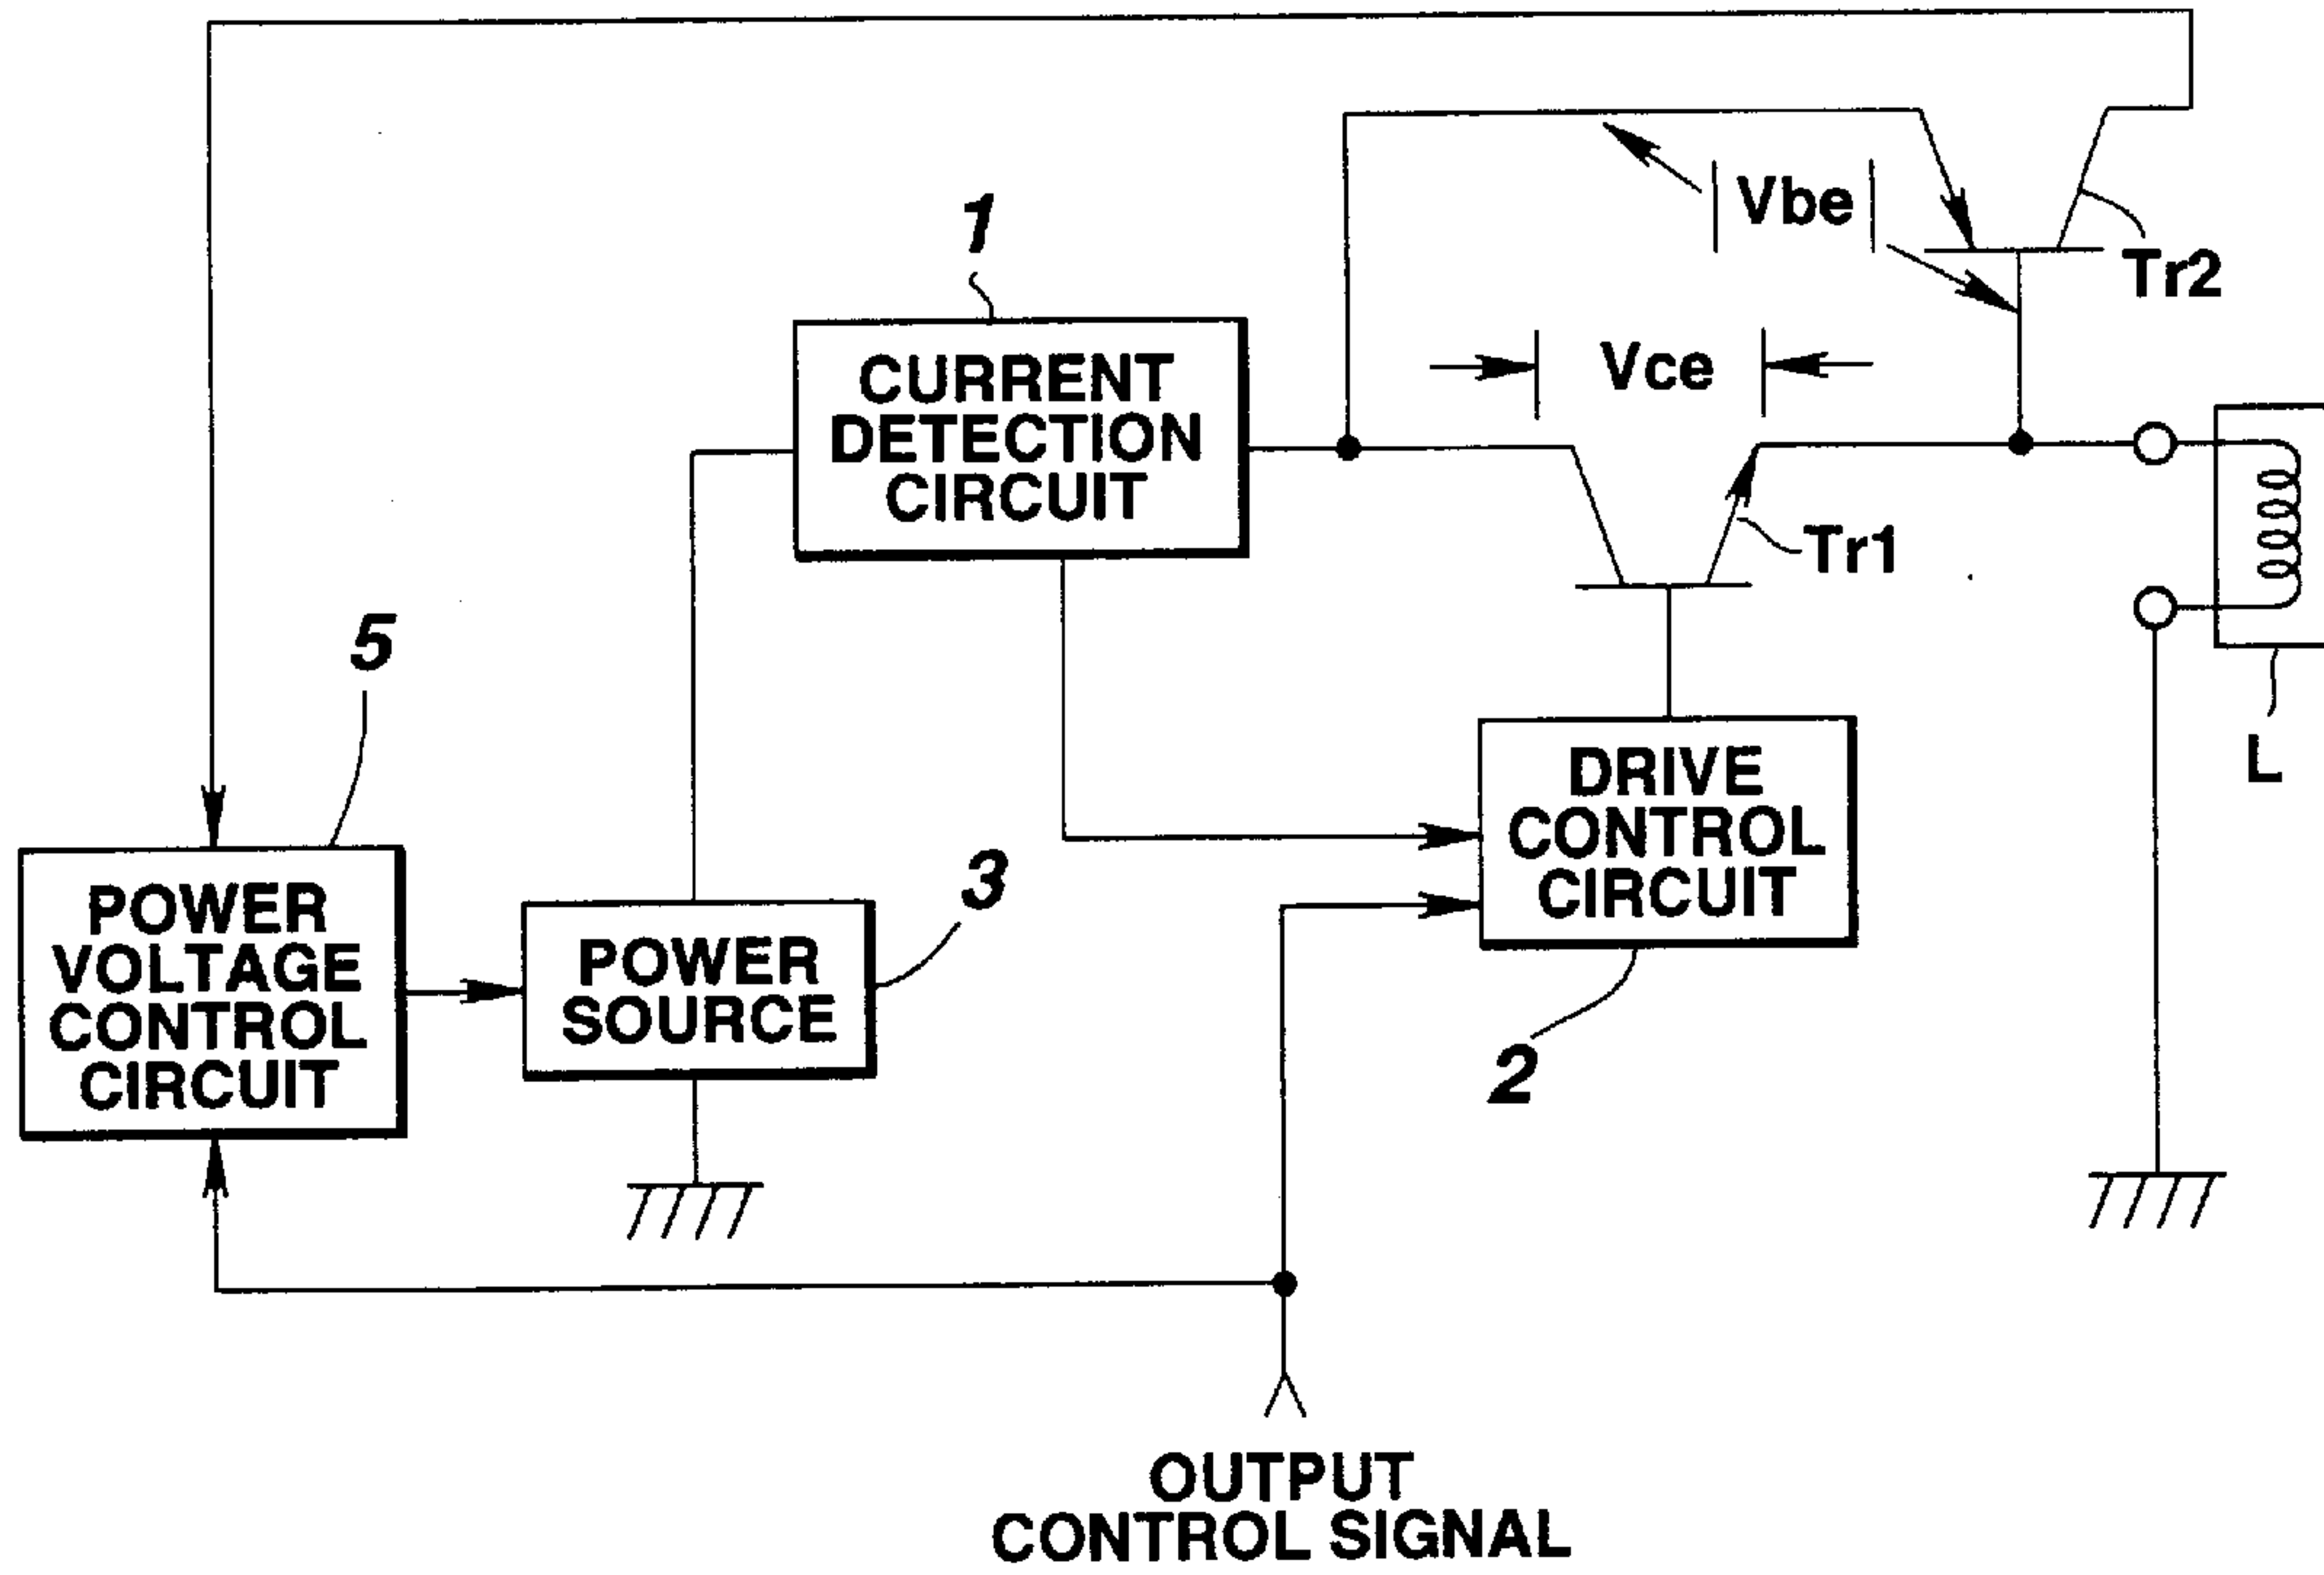 Vbe
Tr2
1
Vce
CURRENT
DETECTION
CIRCUIT
Tr1
5
L
DRIVE
CONTROL
CIRCUIT
3
POWER
VOLTAGE
CONTROL
CIRCUIT
POWER
SOURCE
2
OUTPUT
CONTROL SIGNAL